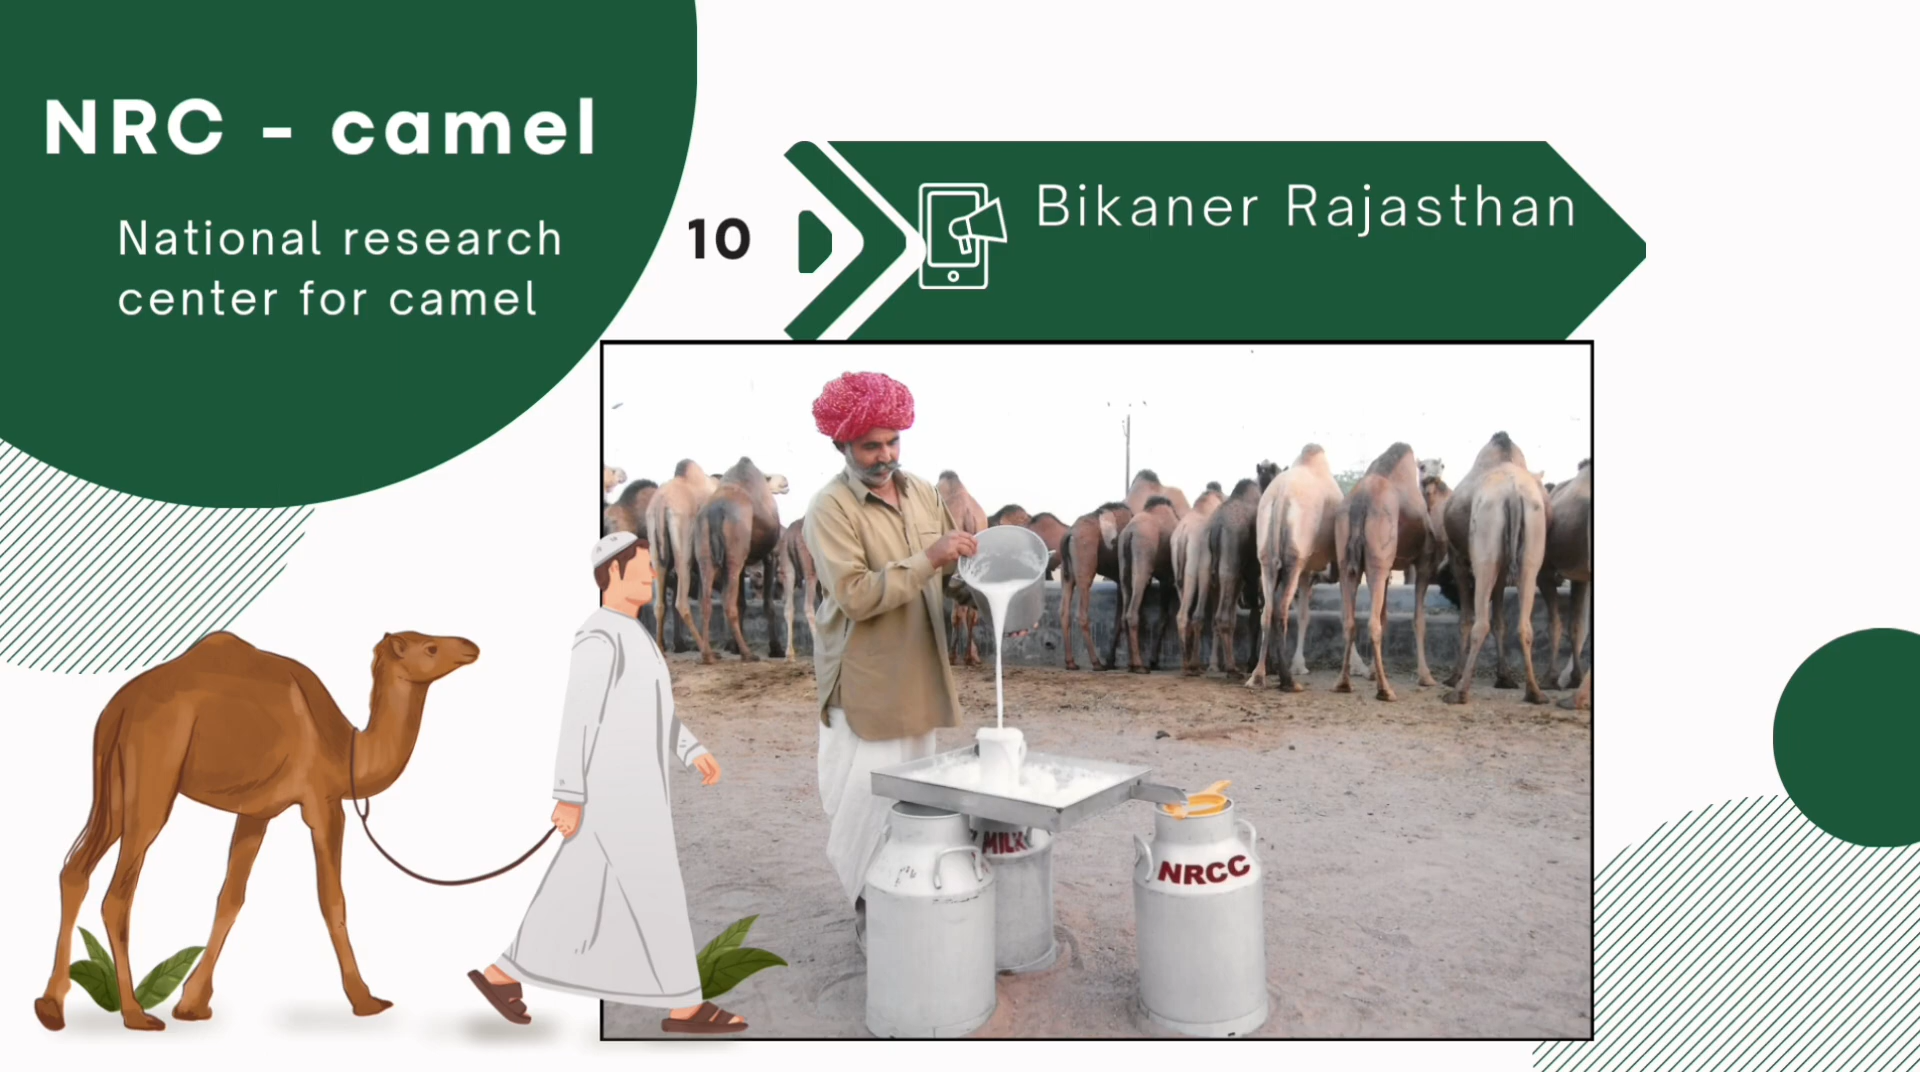 NRC - camel
National research
center for camel
10
Bikaner Rajasthan
MILK
NRCC